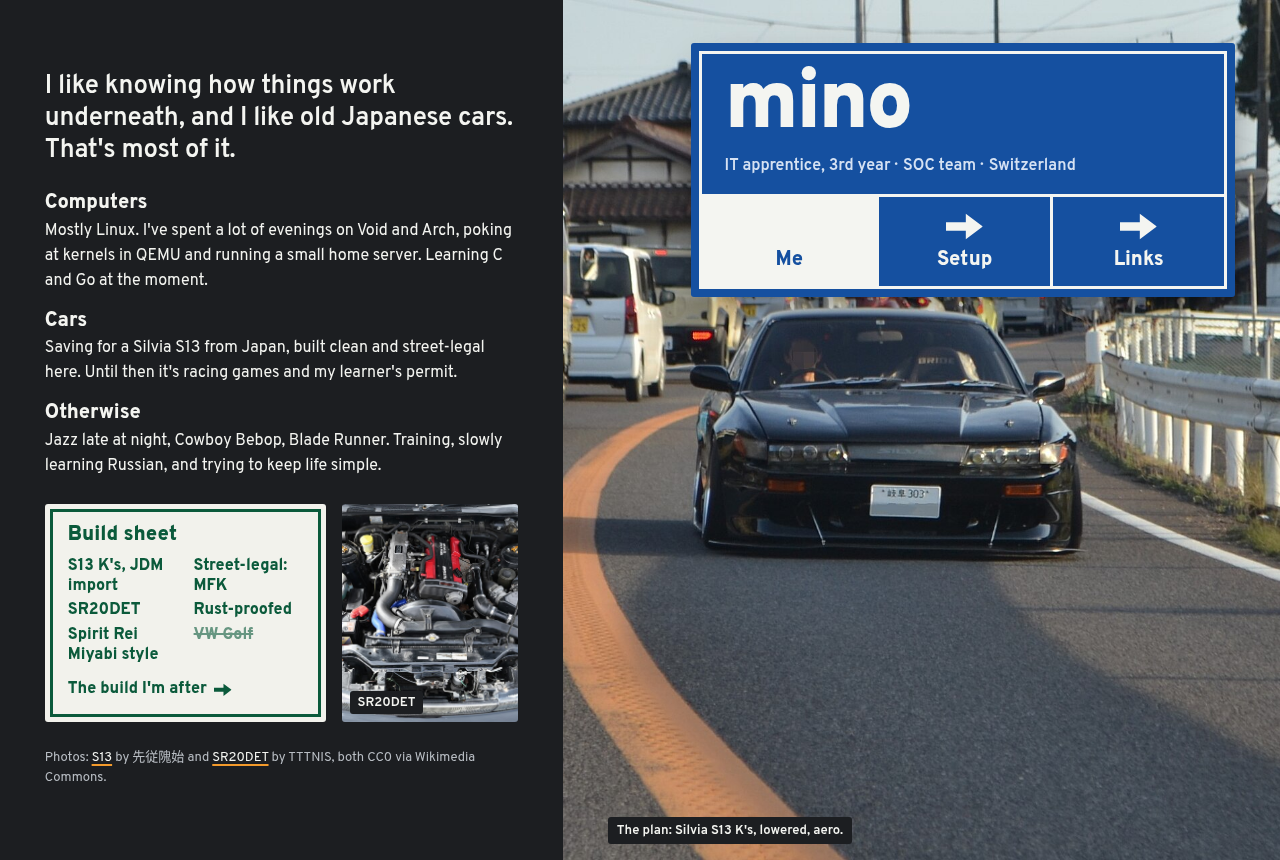 I like knowing how things work
underneath, and I like old Japanese cars.
That's most of it.
Computers
Mostly Linux. I've spent a lot of evenings on Void and Arch, poking
at kernels in QEMU and running a small home server. Learning C
and Go at the moment.
Cars
Saving for a Silvia S13 from Japan, built clean and street-legal
here. Until then it's racing games and my learner's permit.
Otherwise
Jazz late at night, Cowboy Bebop, Blade Runner. Training, slowly
learning Russian, and trying to keep life simple.
Build sheet
S13 K's, JDM
import
SR20DET
Spirit Rei
Miyabi style
Street-legal:
MFK
Rust-proofed
VW Golf
The build I'm after
SR20DET
Photos: S13 by 先従隗始 and SR20DET by TTTNIS, both CC0 via Wikimedia
Commons.
mino
IT apprentice, 3rd year · SOC team · Switzerland
Me
Setup
Links
BRIDE
岐阜 303
The plan: Silvia S13 K's, lowered, aero.